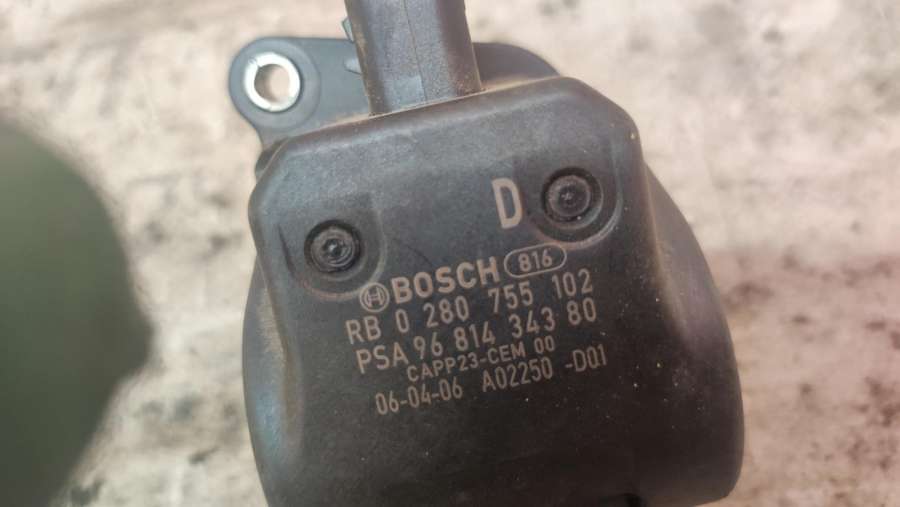 D
BOSCH 816
RB 0 280 755 102
PSA 96 814 343 80
CAPP23-CEM 00
06-04-06 A02250 -D01